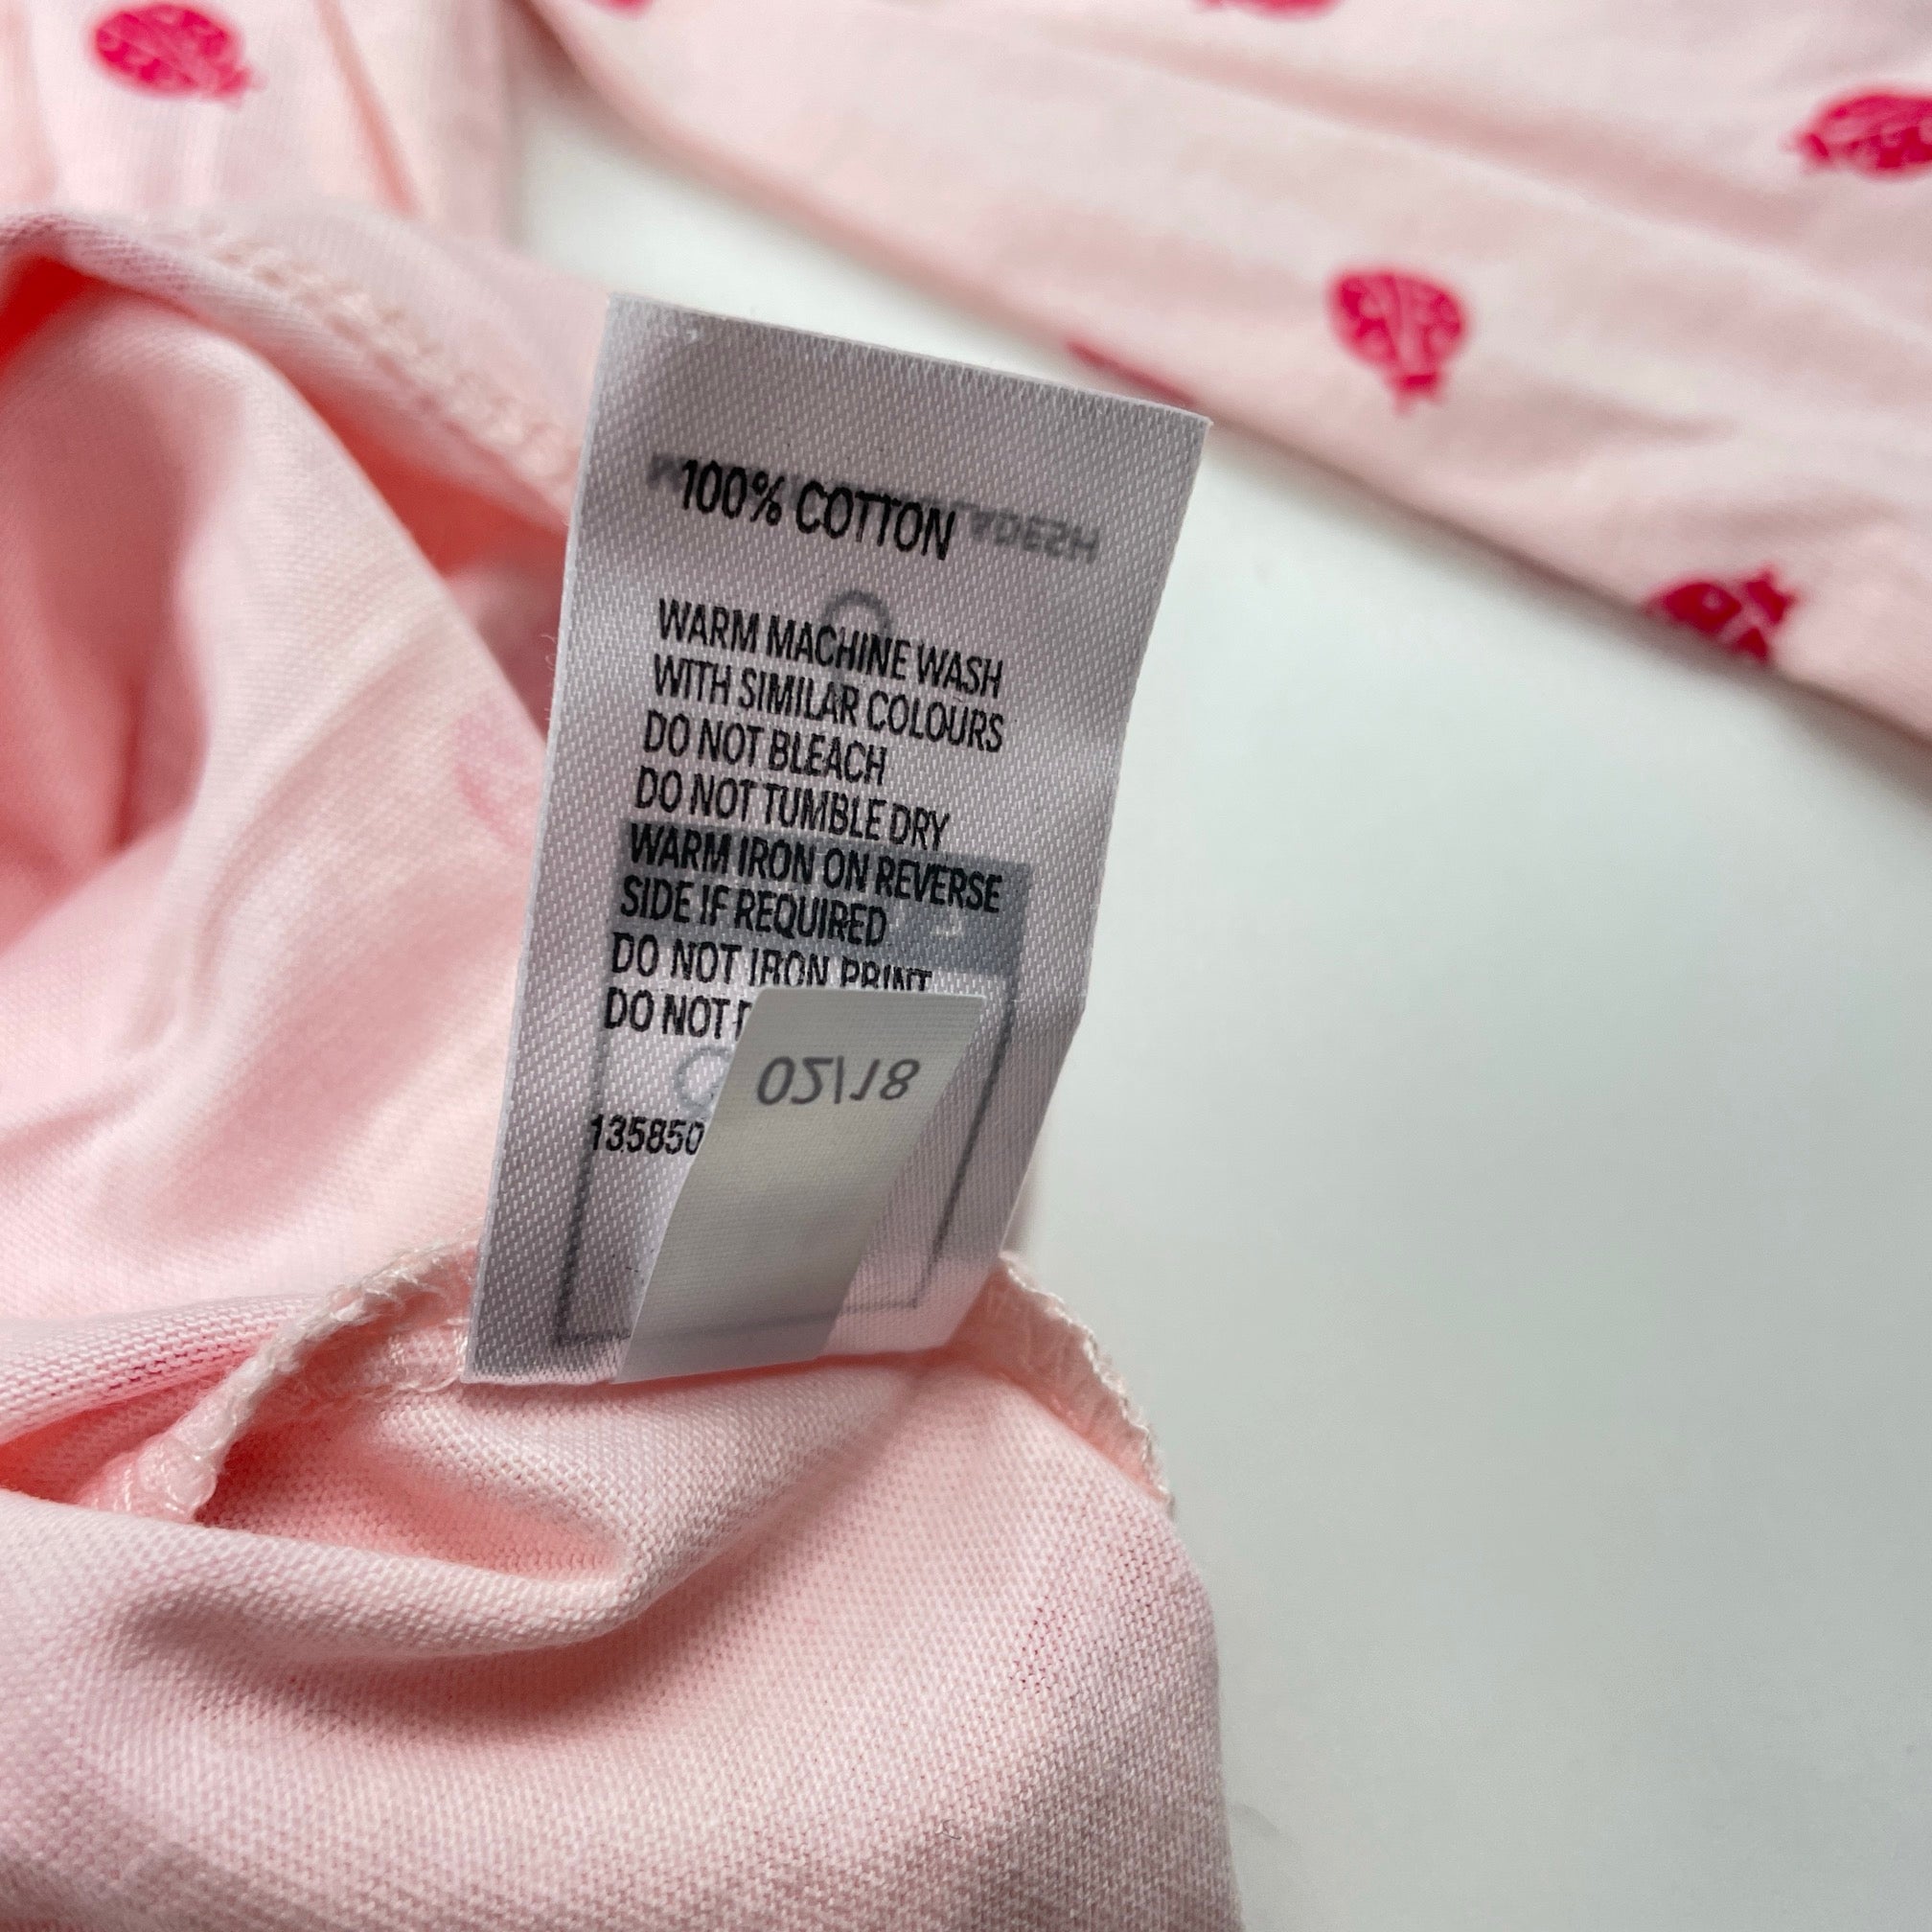 100% COTTON
WARM MACHINE WASH
WITH SIMILAR COLOURS
DO NOT BLEACH
DO NOT TUMBLE DRY
WARM IRON ON REVERSE
SIDE IF REQUIRED
DO NOT IRON PRINT
DO NOT
02/18
135850